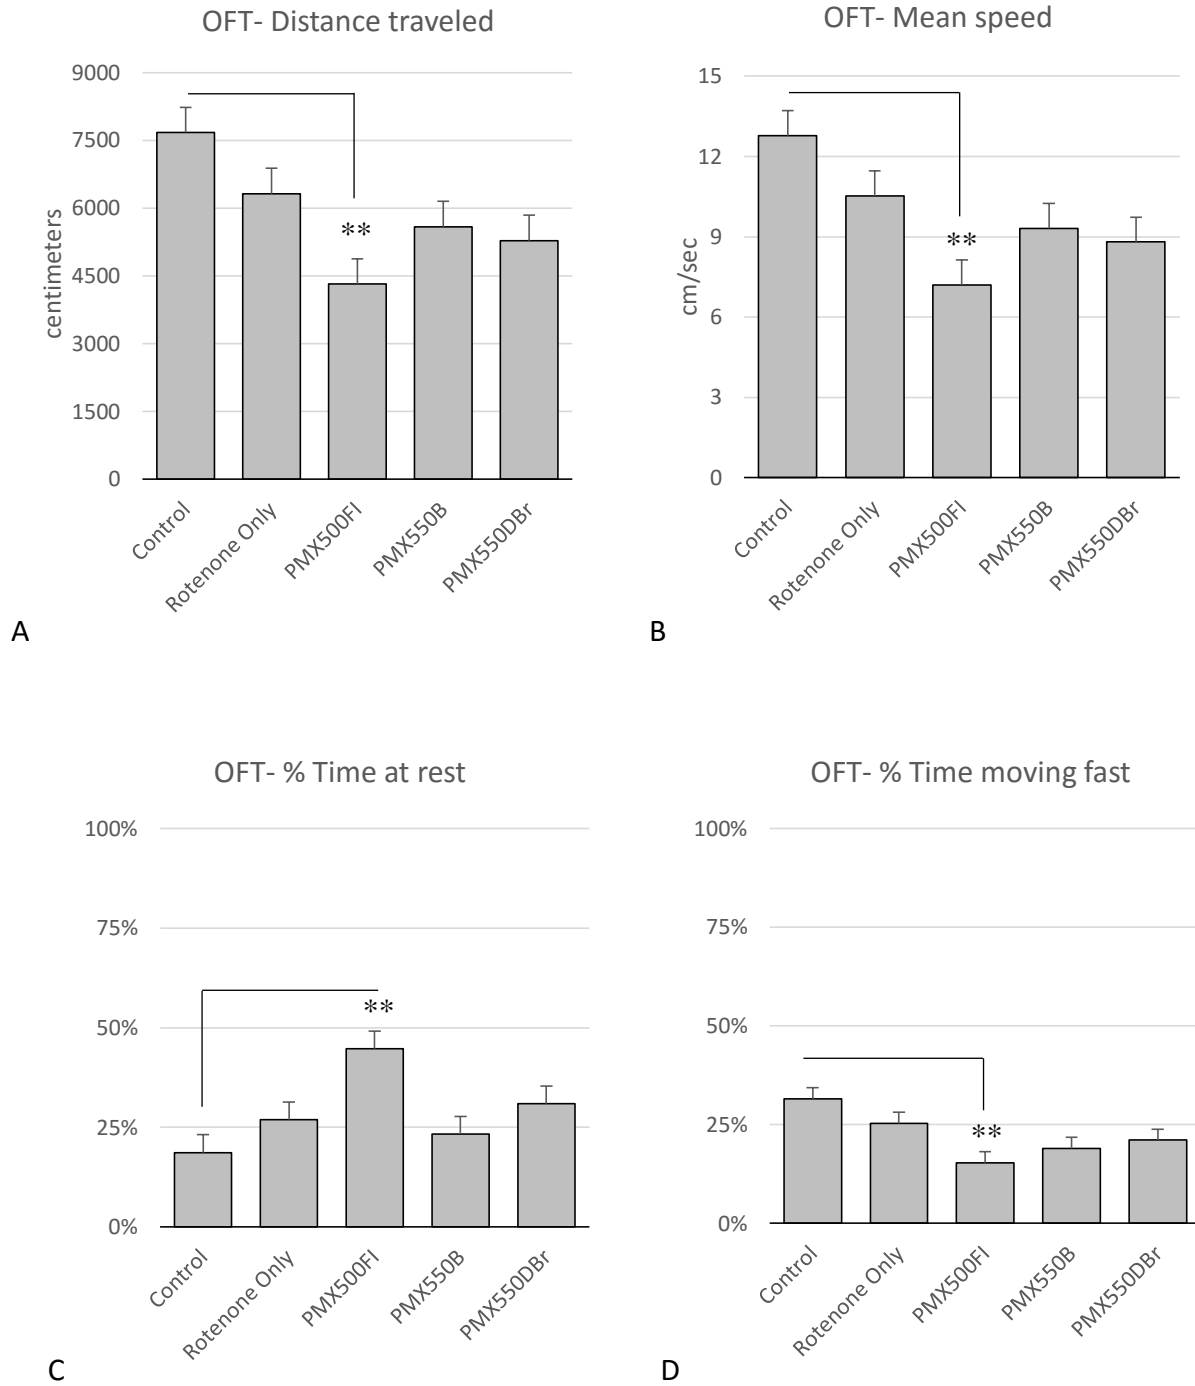 OFT- Distance traveled
9000
7500
6000
4500
3000
1500
0
centimeters
**
Control
Rotenone Only
PMX500FI
PMX550B
PMX550DBr
A
OFT- Mean speed
15
12
9
6
3
0
cm/sec
**
Control
Rotenone Only
PMX500FI
PMX550B
PMX550DBr
B
OFT- % Time at rest
100%
75%
50%
25%
0%
**
Control
Rotenone Only
PMX500FI
PMX550B
PMX550DBr
C
OFT- % Time moving fast
100%
75%
50%
25%
0%
**
Control
Rotenone Only
PMX500FI
PMX550B
PMX550DBr
D